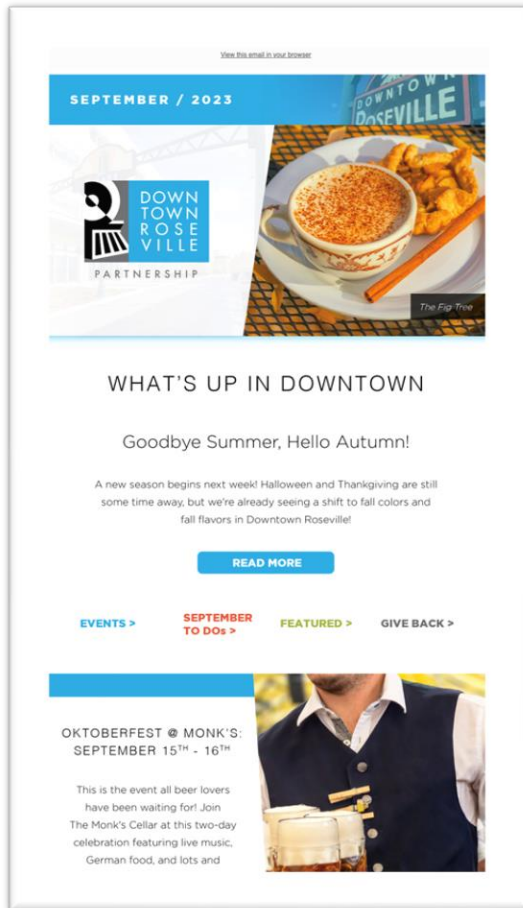 View this email in your browser
SEPTEMBER / 2023
DOWNTOWN
ROSEVILLE
DOWN
TOWN
ROSE
VILLE
PARTNERSHIP
The Fig Tree
WHAT'S UP IN DOWNTOWN
Goodbye Summer, Hello Autumn!
A new season begins next week! Halloween and Thankgiving are still
some time away, but we're already seeing a shift to fall colors and
fall flavors in Downtown Roseville!
READ MORE
EVENTS >
SEPTEMBER
TO DOs >
FEATURED >
GIVE BACK >
OKTOBERFEST @ MONK'S:
SEPTEMBER 15TH - 16TH
This is the event all beer lovers
have been waiting for! Join
The Monk's Cellar at this two-day
celebration featuring live music,
German food, and lots and